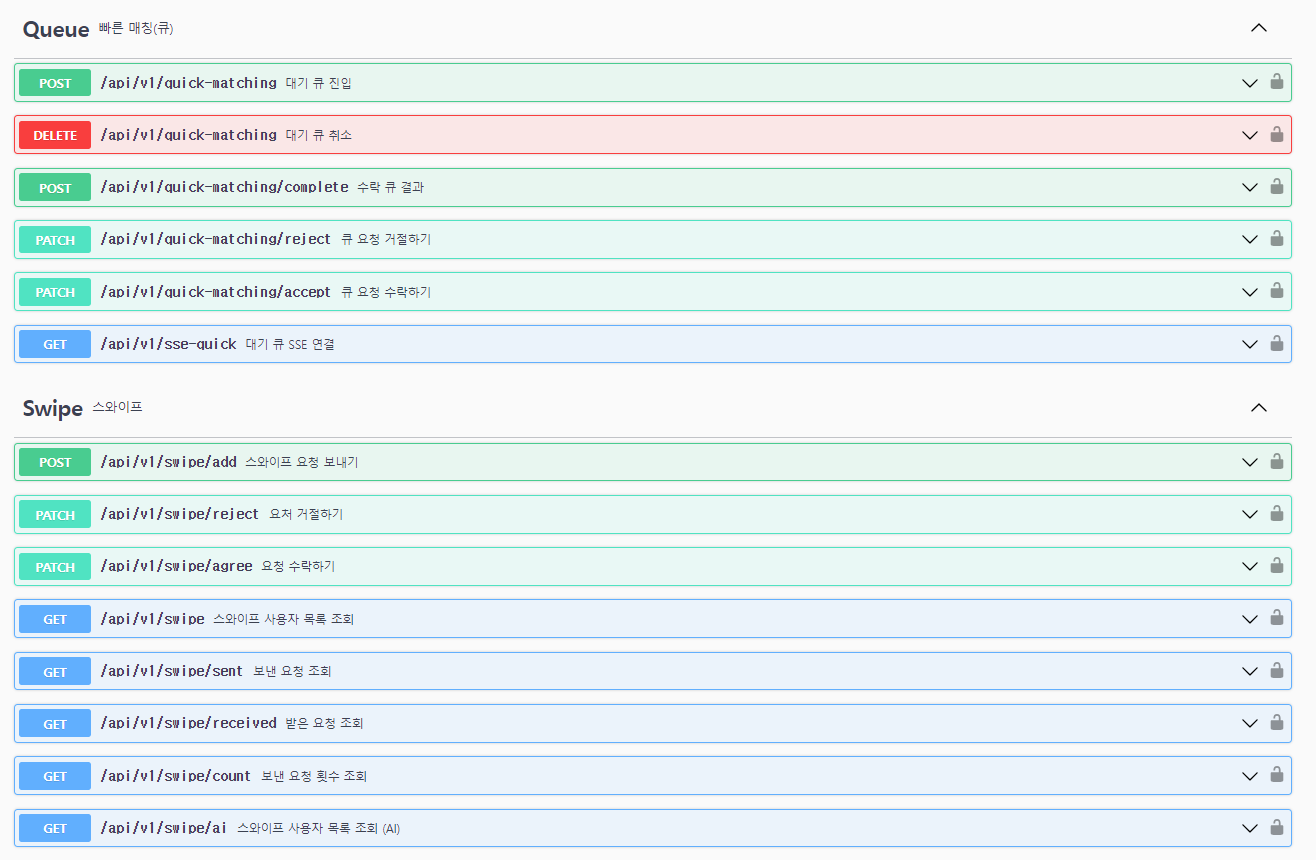 Queue 빠른 매칭(큐)
POST /api/v1/quick-matching 대기 큐 진입
DELETE /api/v1/quick-matching 대기 큐 취소
POST /api/v1/quick-matching/complete 수락 큐 결과
PATCH /api/v1/quick-matching/reject 큐 요청 거절하기
PATCH /api/v1/quick-matching/accept 큐 요청 수락하기
GET /api/v1/sse-quick 대기 큐 SSE 연결
Swipe 스와이프
POST /api/v1/swipe/add 스와이프 요청 보내기
PATCH /api/v1/swipe/reject 요처 거절하기
PATCH /api/v1/swipe/agree 요청 수락하기
GET /api/v1/swipe 스와이프 사용자 목록 조회
GET /api/v1/swipe/sent 보낸 요청 조회
GET /api/v1/swipe/received 받은 요청 조회
GET /api/v1/swipe/count 보낸 요청 횟수 조회
GET /api/v1/swipe/ai 스와이프 사용자 목록 조회 (AI)